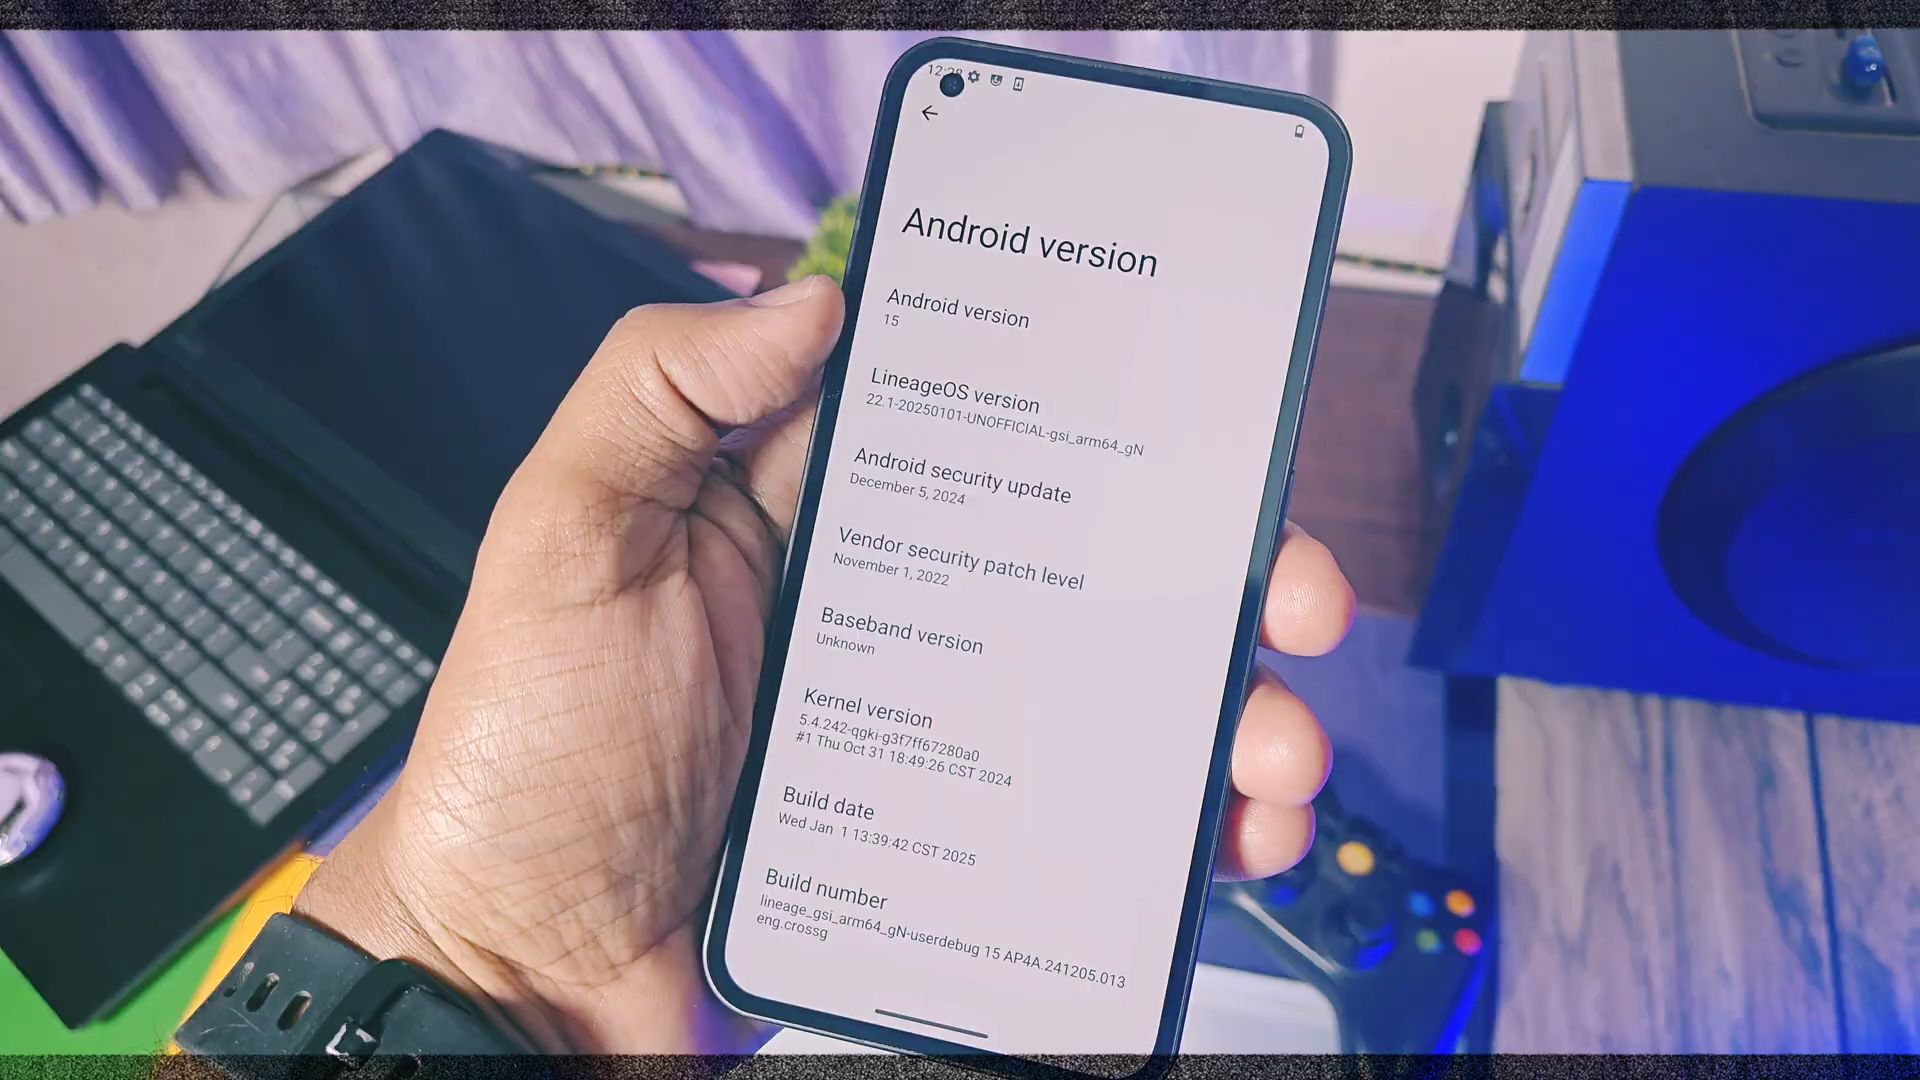 12:28
Android version
Android version
15
LineageOS version
22.1-20250101-UNOFFICIAL-gsi_arm64_gN
Android security update
December 5, 2024
Vendor security patch level
November 1, 2022
Baseband version
Unknown
Kernel version
5.4.242-qgki-g3f7ff67280a0
#1 Thu Oct 31 18:49:26 CST 2024
Build date
Wed Jan 1 13:39:42 CST 2025
Build number
lineage_gsi_arm64_gN-userdebug 15 AP4A.241205.013
eng.crossg